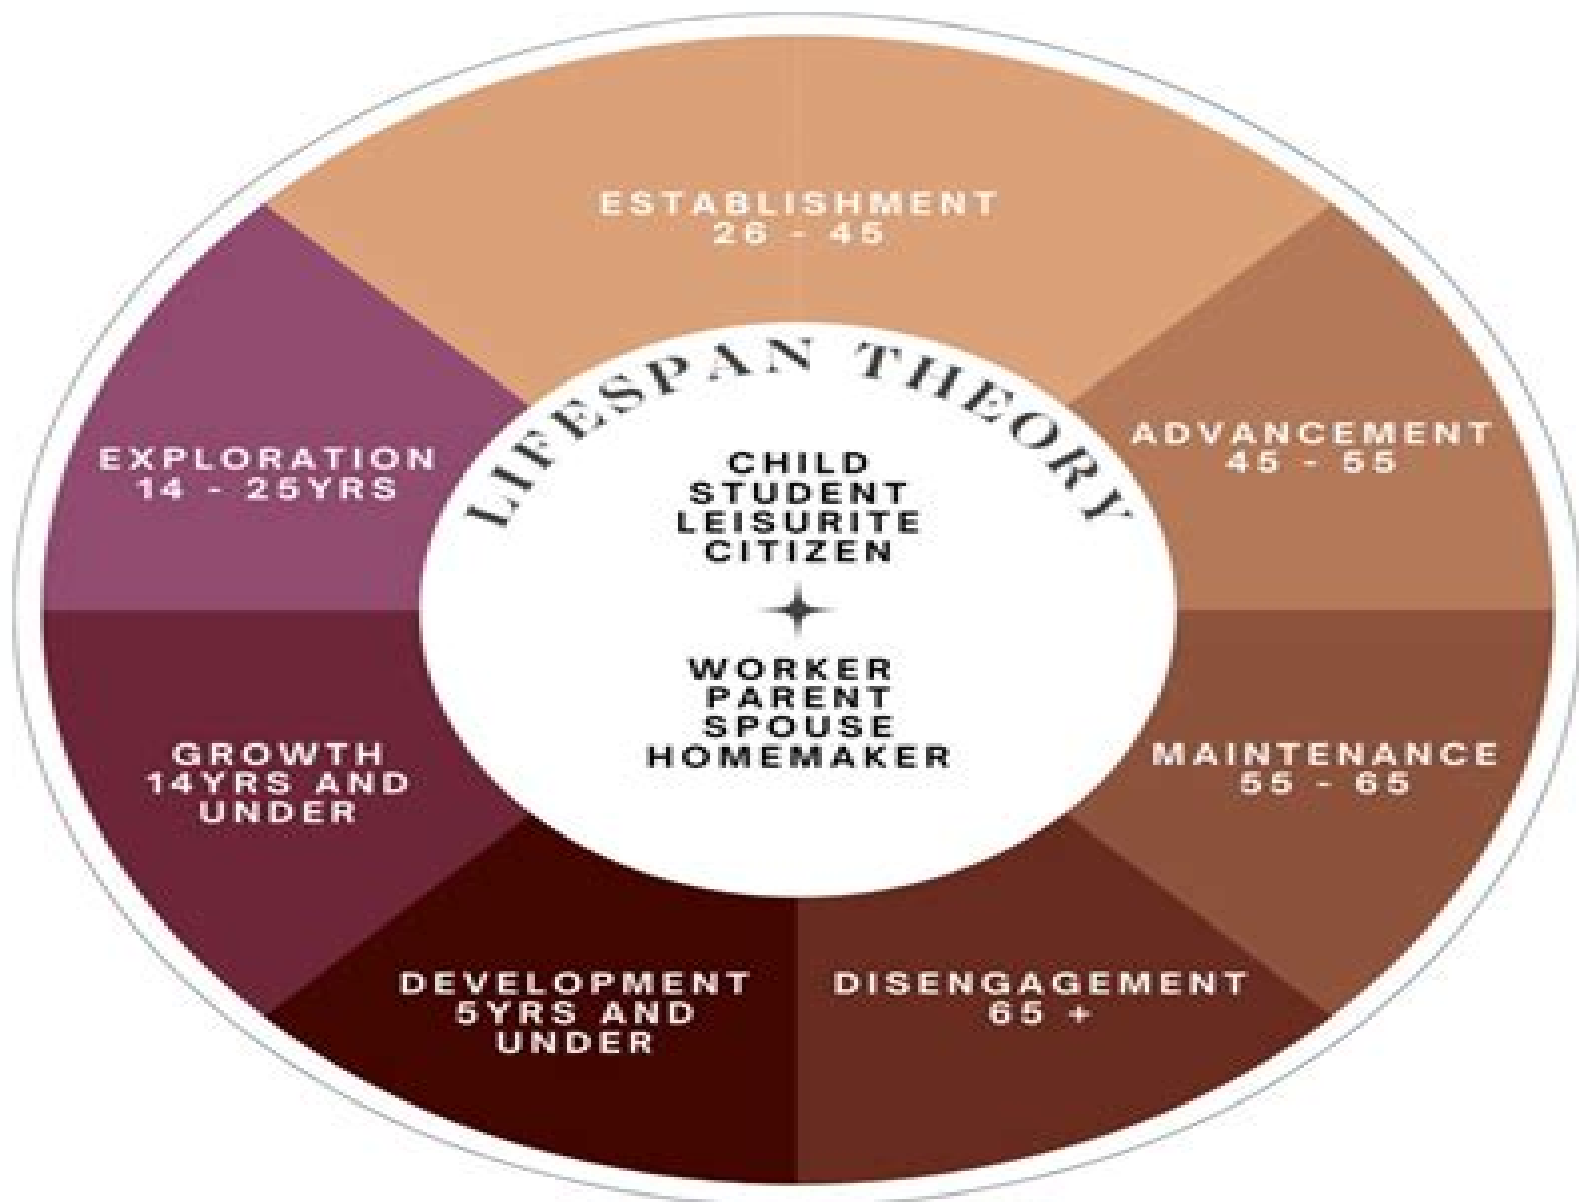 ESTABLISHMENT
26 - 45
EXPLORATION
14 - 25YRS
LIFESPAN THEORY
CHILD
STUDENT
LEISURITE
CITIZEN
WORKER
PARENT
SPOUSE
HOMEMAKER
ADVANCEMENT
45 - 55
GROWTH
14YRS AND
UNDER
MAINTENANCE
55 - 65
DEVELOPMENT
5YRS AND
UNDER
DISENGAGEMENT
65 +